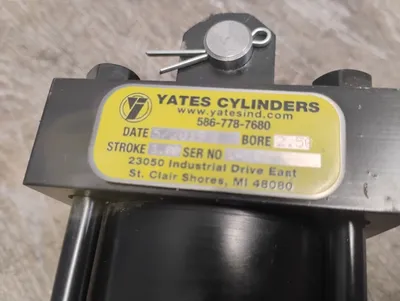 YATES CYLINDERS
www.yatesind.com
586-778-7680
DATE BORE 2.50
STROKE SER NO
23050 Industrial Drive East
St. Clair Shores, MI 48080